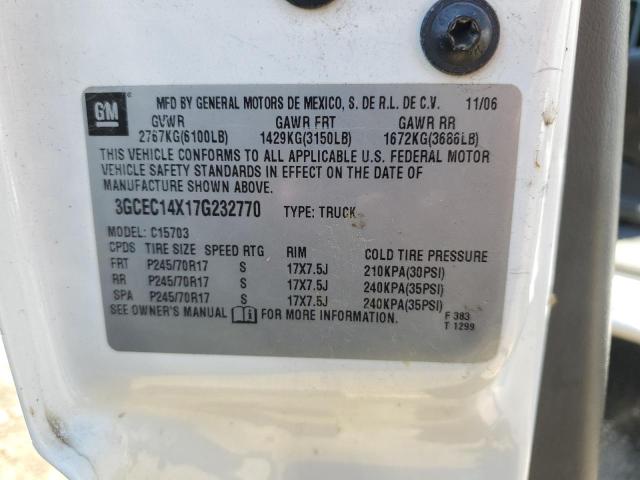 GM
MFD BY GENERAL MOTORS DE MEXICO, S. DE R.L. DE C.V. 11/06
GVWR GAWR FRT GAWR RR
2767KG(6100LB) 1429KG(3150LB) 1672KG(3686LB)
THIS VEHICLE CONFORMS TO ALL APPLICABLE U.S. FEDERAL MOTOR
VEHICLE SAFETY STANDARDS IN EFFECT ON THE DATE OF
MANUFACTURE SHOWN ABOVE.
3GCEC14X17G232770 TYPE: TRUCK
MODEL: C15703
CPDS TIRE SIZE SPEED RTG RIM COLD TIRE PRESSURE
FRT P245/70R17 S 17X7.5J 210KPA(30PSI)
RR P245/70R17 S 17X7.5J 240KPA(35PSI)
SPA P245/70R17 S 17X7.5J 240KPA(35PSI)
SEE OWNER'S MANUAL FOR MORE INFORMATION. F 383
T 1299